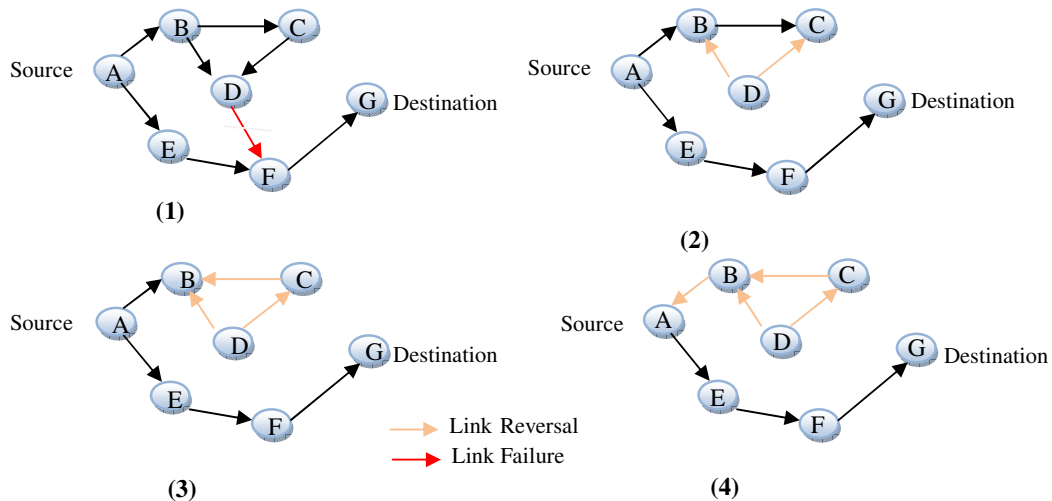 B
C
Source
A
D
G
Destination
E
F
(1)
B
C
Source
A
D
G
Destination
E
F
(2)
B
C
Source
A
D
G
Destination
E
F
(3)
B
C
Source
A
D
G
Destination
E
F
(4)
Link Reversal
Link Failure